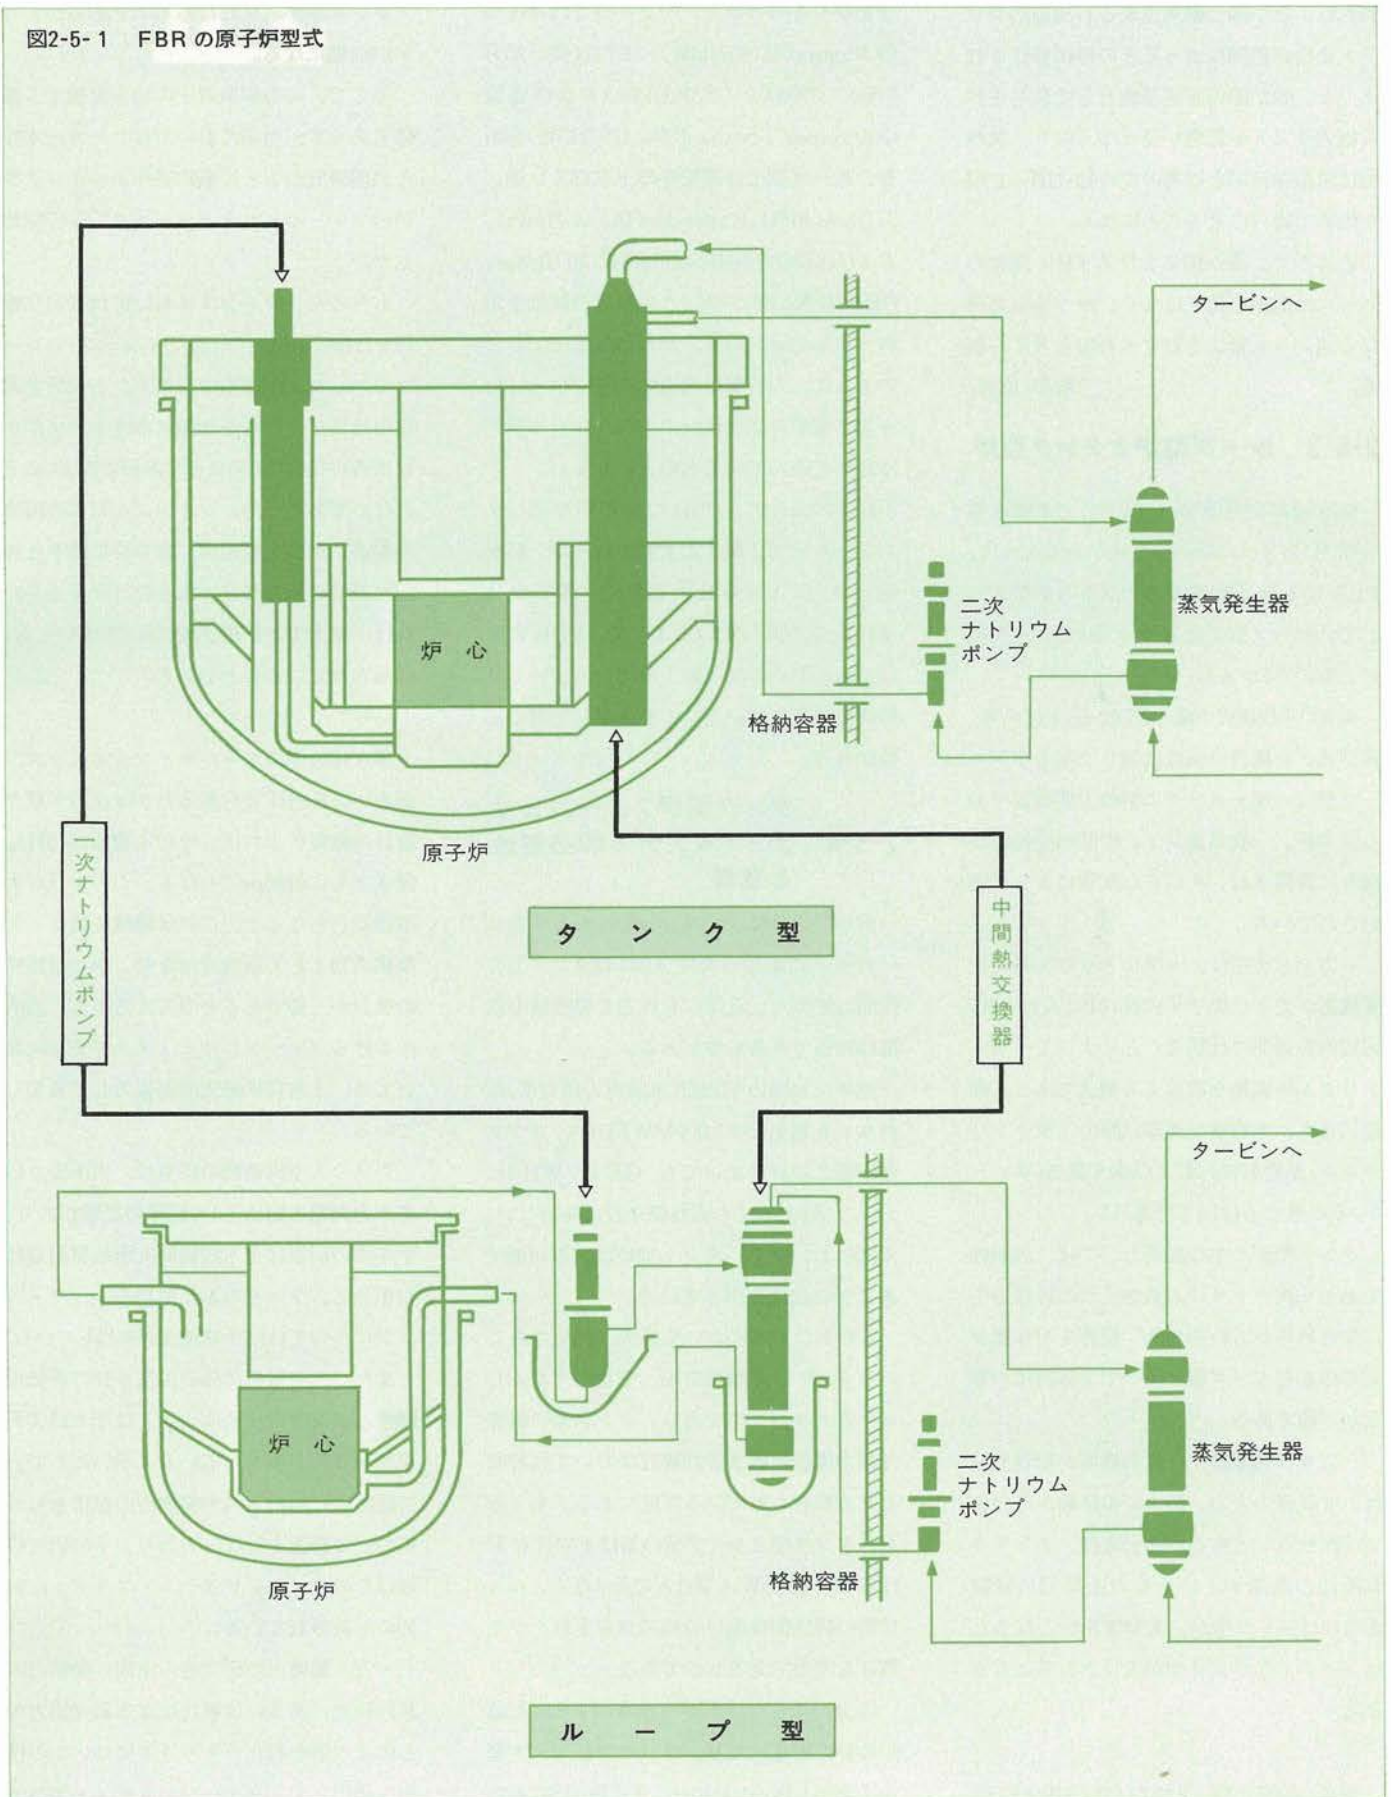 図2-5-1 FBRの原子炉型式
タービンへ
二次
ナトリウム
ポンプ
蒸気発生器
炉心
格納容器
原子炉
一次ナトリウムポンプ
タンク型
中間熱交換器
タービンへ
炉心
二次
ナトリウム
ポンプ
蒸気発生器
格納容器
原子炉
ループ型